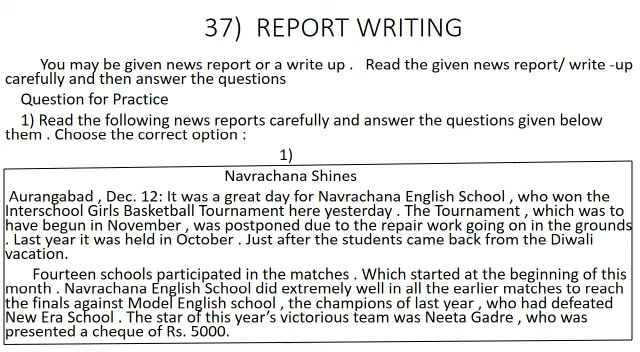 37) REPORT WRITING
You may be given news report or a write up . Read the given news report/ write -up
carefully and then answer the questions
Question for Practice
1) Read the following news reports carefully and answer the questions given below
them . Choose the correct option :
1)
Navrachana Shines
Aurangabad , Dec. 12: It was a great day for Navrachana English School , who won the
Interschool Girls Basketball Tournament here yesterday . The Tournament , which was to
have begun in November , was postponed due to the repair work going on in the grounds
. Last year it was held in October . Just after the students came back from the Diwali
vacation.
Fourteen schools participated in the matches . Which started at the beginning of this
month . Navrachana English School did extremely well in all the earlier matches to reach
the finals against Model English school , the champions of last year , who had defeated
New Era School . The star of this year’s victorious team was Neeta Gadre , who was
presented a cheque of Rs. 5000.